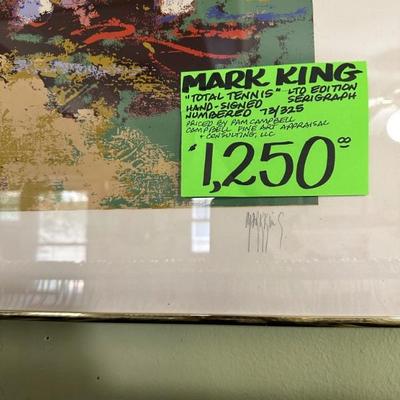 MARK KING
"TOTAL TENNIS" LTD EDITION
HAND-SIGNED SERIGRAPH
NUMBERED 73/325
PRICED BY PAM CAMPBELL
CAMPBELL FINE ART APPRAISAL
+ CONSULTING, LLC
$1,250.00